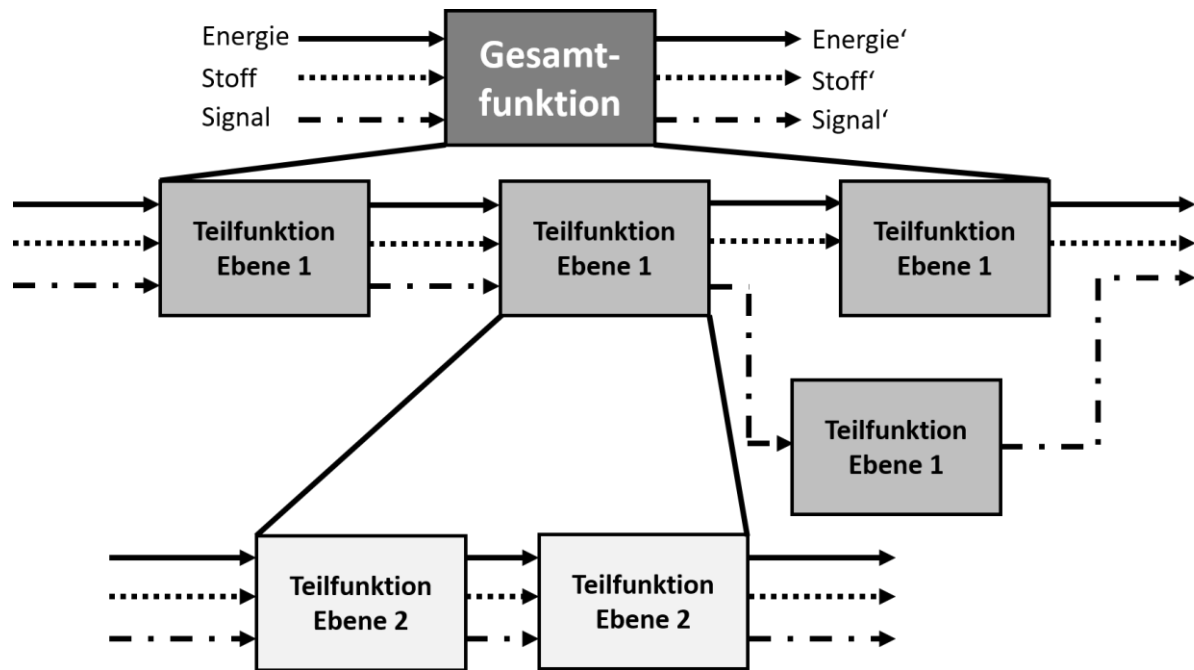 Energie
Stoff
Signal
Gesamt-
funktion
Energie‘
Stoff‘
Signal‘
Teilfunktion
Ebene 1
Teilfunktion
Ebene 1
Teilfunktion
Ebene 1
Teilfunktion
Ebene 1
Teilfunktion
Ebene 2
Teilfunktion
Ebene 2